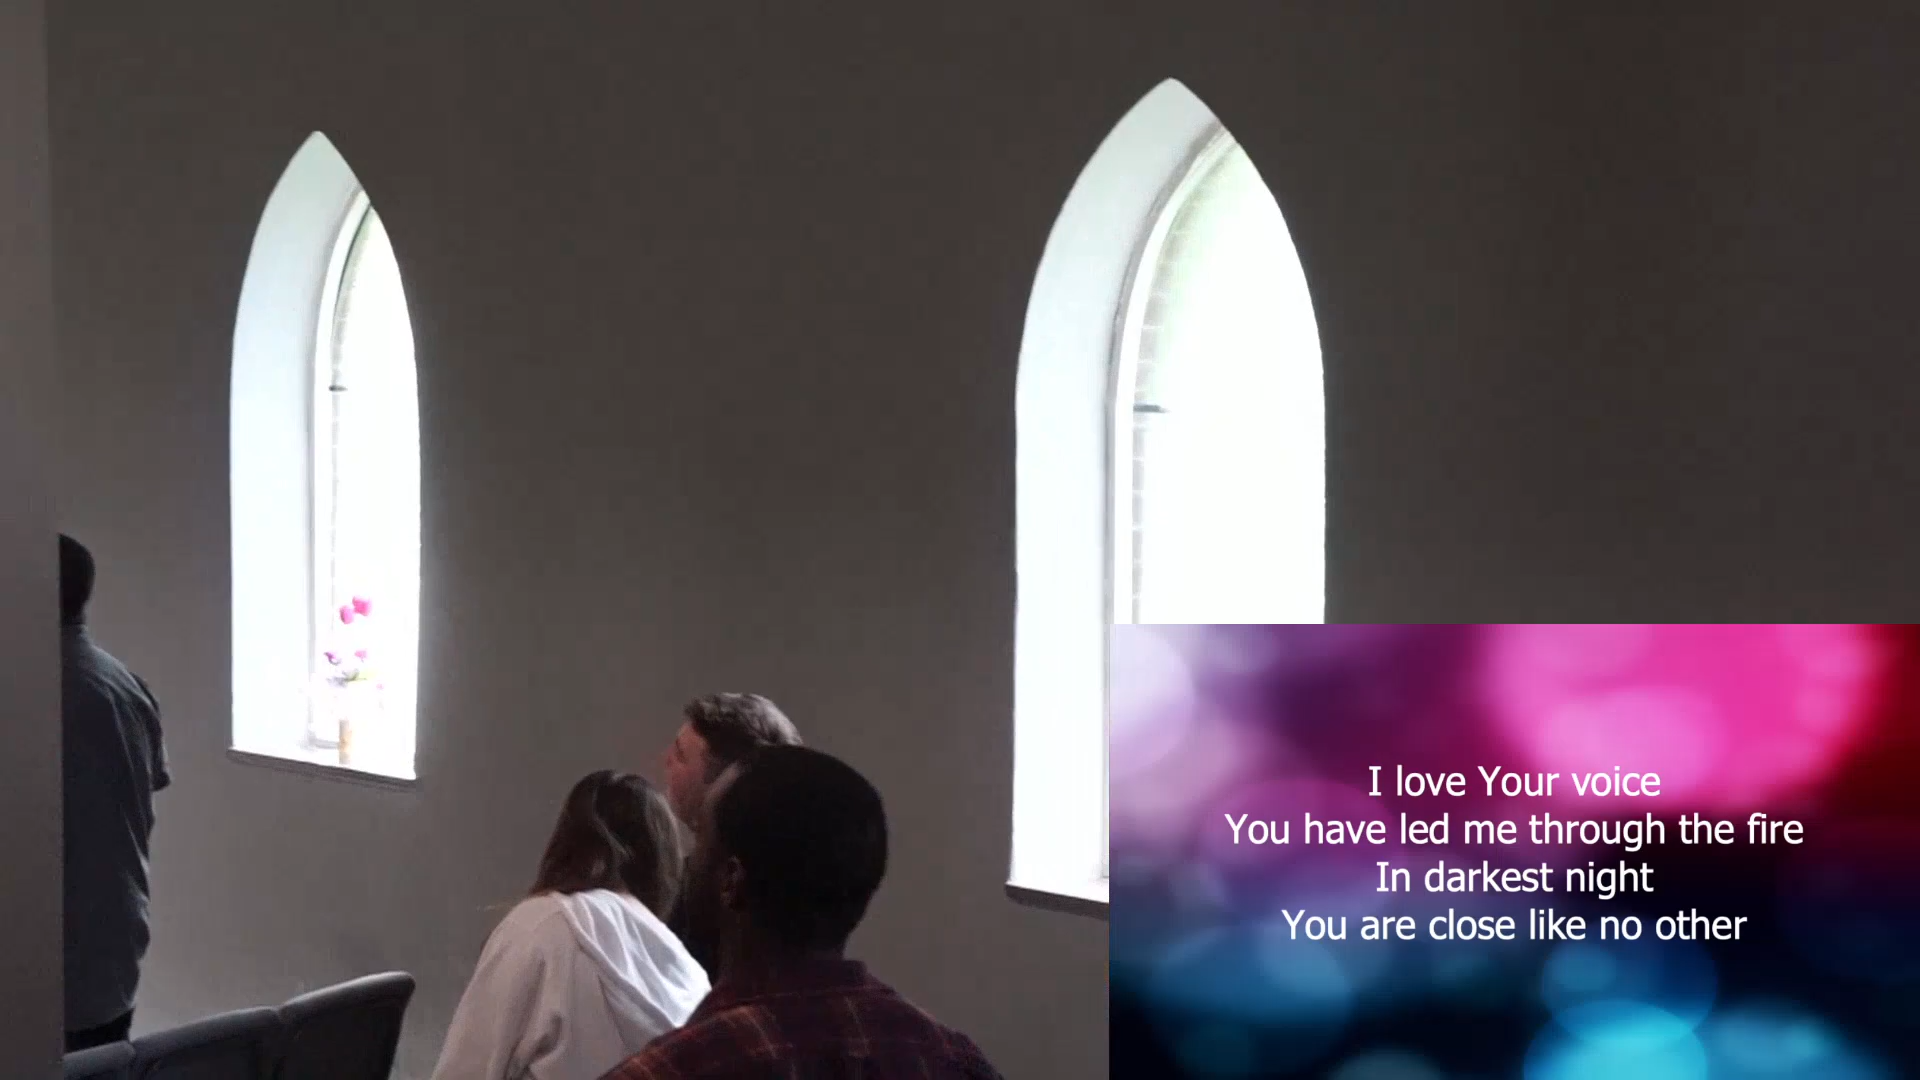 I love Your voice
You have led me through the fire
In darkest night
You are close like no other